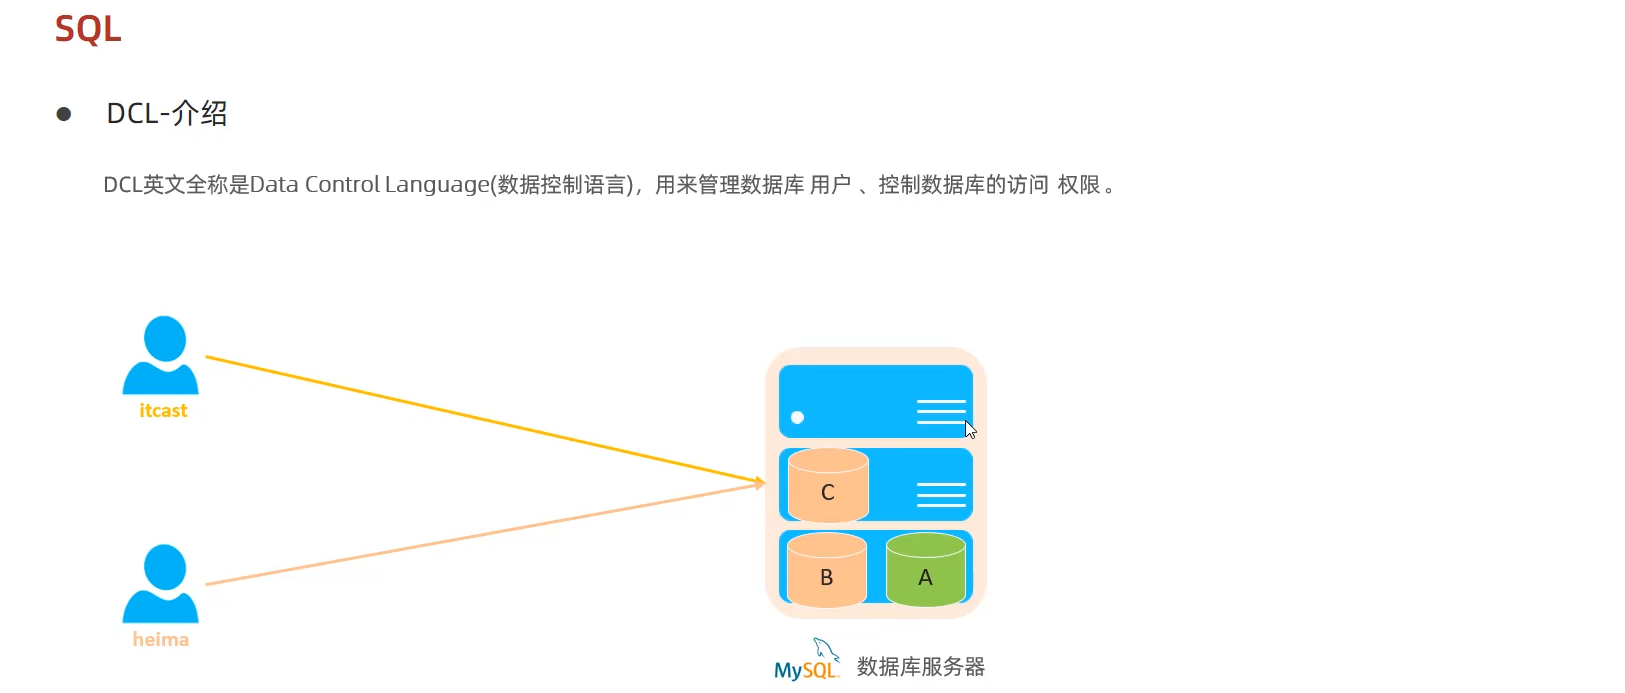 SQL
DCL-介绍
DCL英文全称是Data Control Language(数据控制语言)，用来管理数据库 用户 、控制数据库的访问 权限 。
itcast
C
B
A
heima
MySQL 数据库服务器